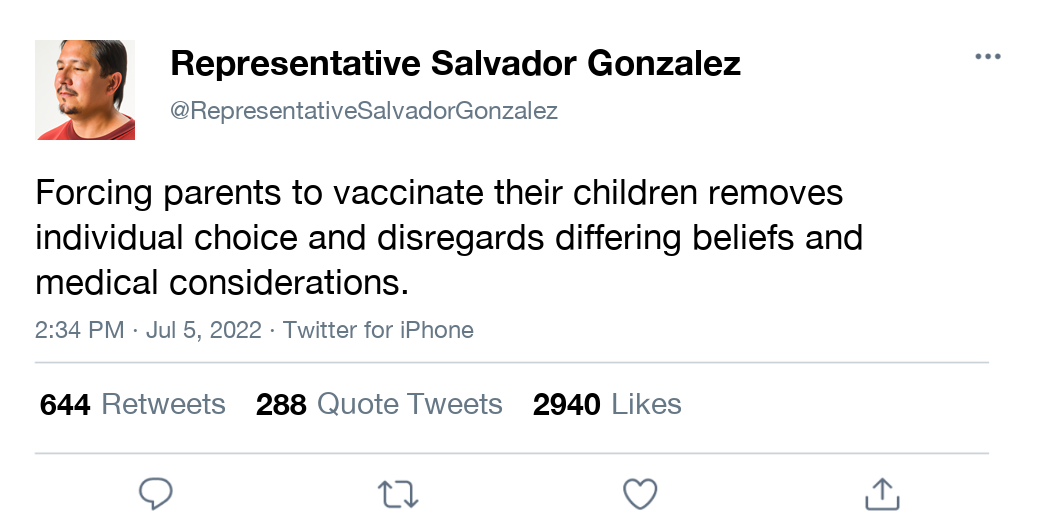 Representative Salvador Gonzalez
@RepresentativeSalvadorGonzalez
Forcing parents to vaccinate their children removes
individual choice and disregards differing beliefs and
medical considerations.
2:34 PM · Jul 5, 2022 · Twitter for iPhone
644 Retweets 288 Quote Tweets 2940 Likes